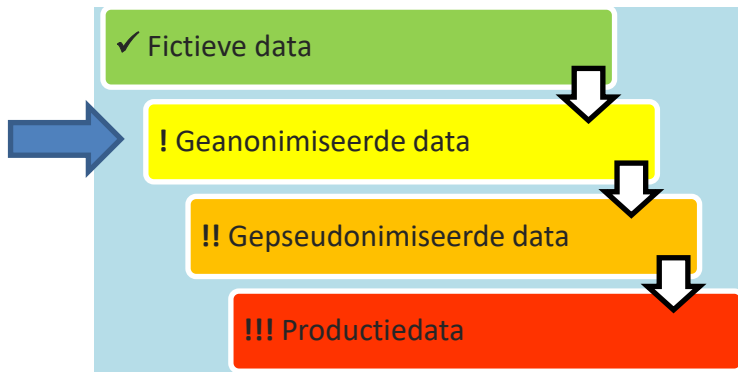 ✓ Fictieve data
! Geanonimiseerde data
!! Gepseudonimiseerde data
!!! Productiedata